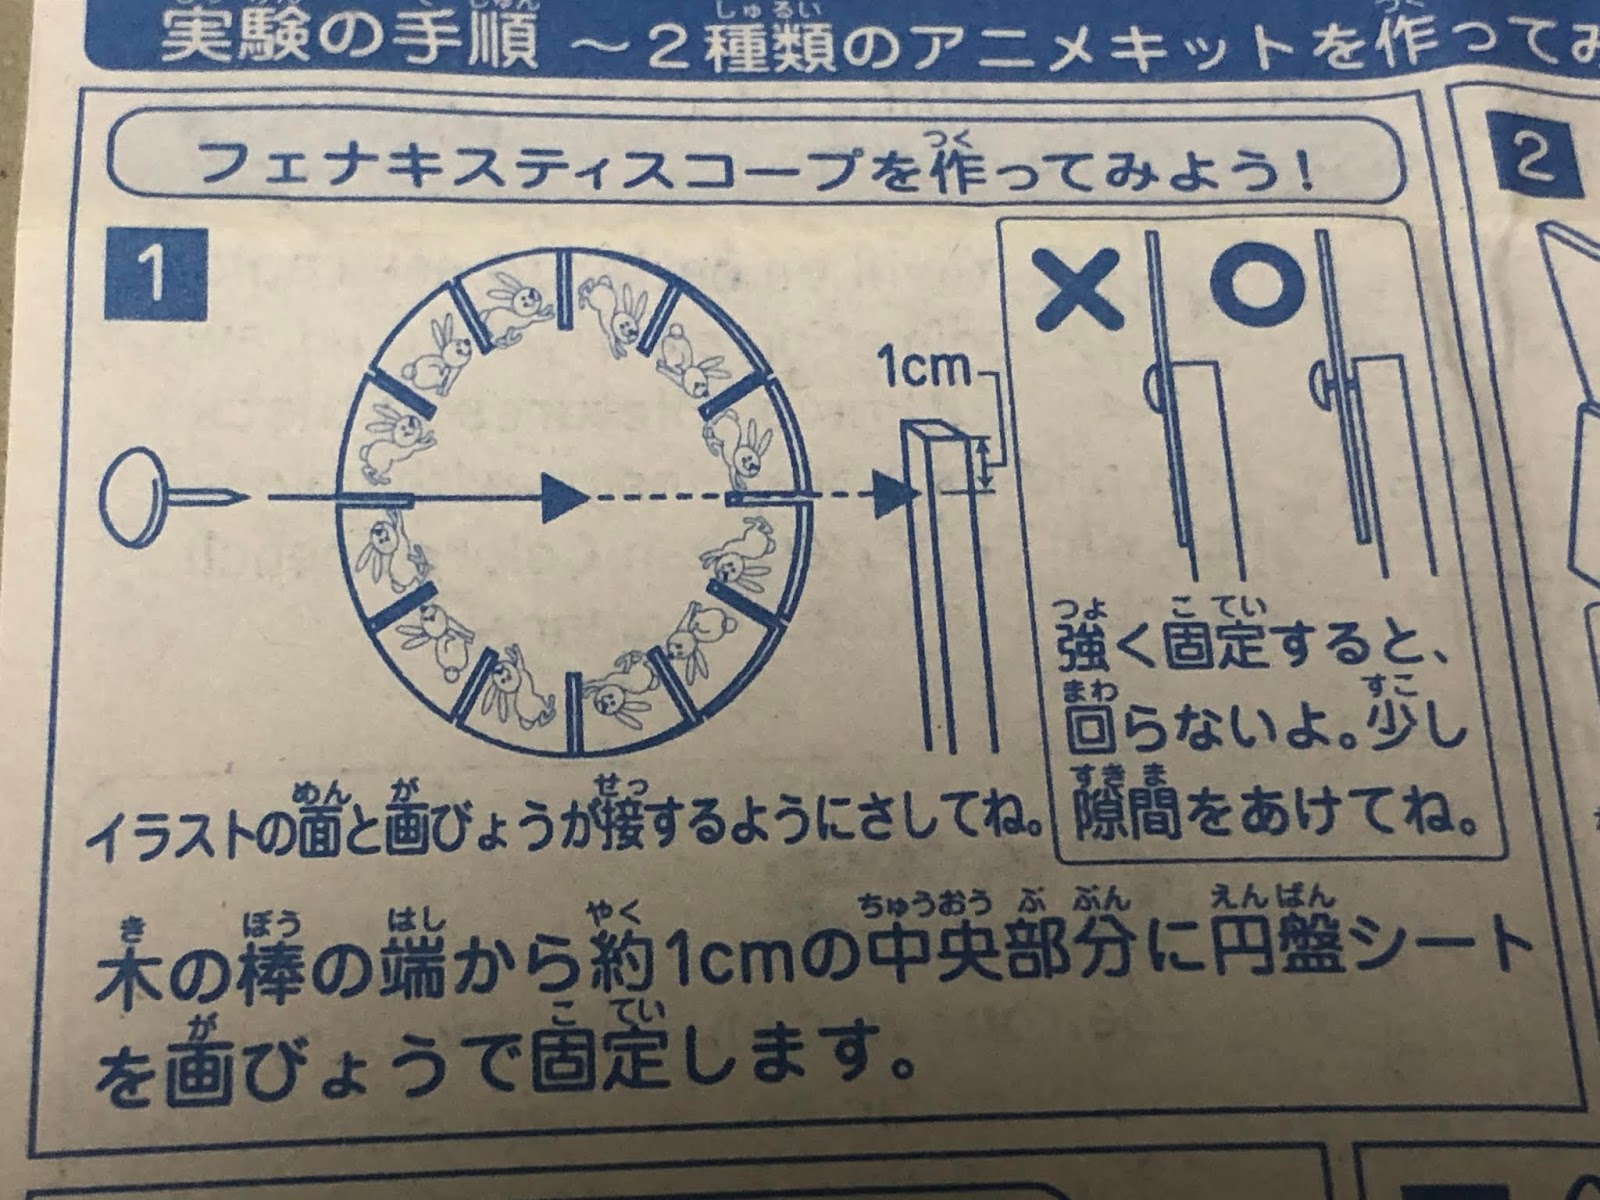 実験の手順 〜2種類のアニメキットを作ってみ
フェナキスティスコープを作ってみよう!
1
2
1cm
強く固定すると、
回らないよ。少し
隙間をあけてね。
イラストの面と画びょうが接するようにさしてね。
木の棒の端から約1cmの中央部分に円盤シート
を画びょうで固定します。